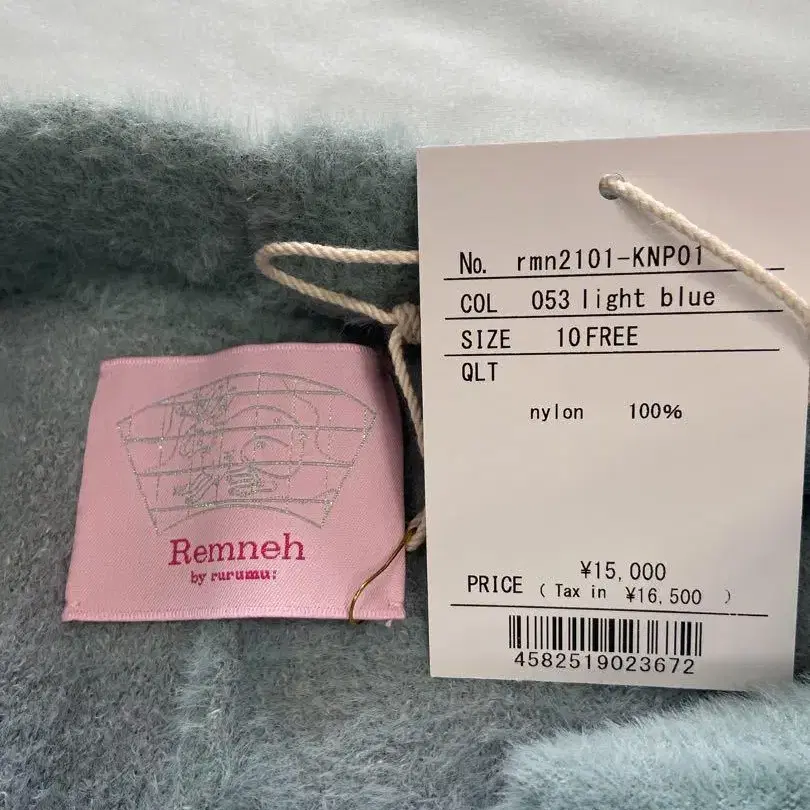 Remneh
by rurumu:
No. rmn2101-KNP01
COL 053 light blue
SIZE 10 FREE
QLT
nylon 100%
¥15,000
PRICE ( Tax in ¥16,500 )
4582519023672